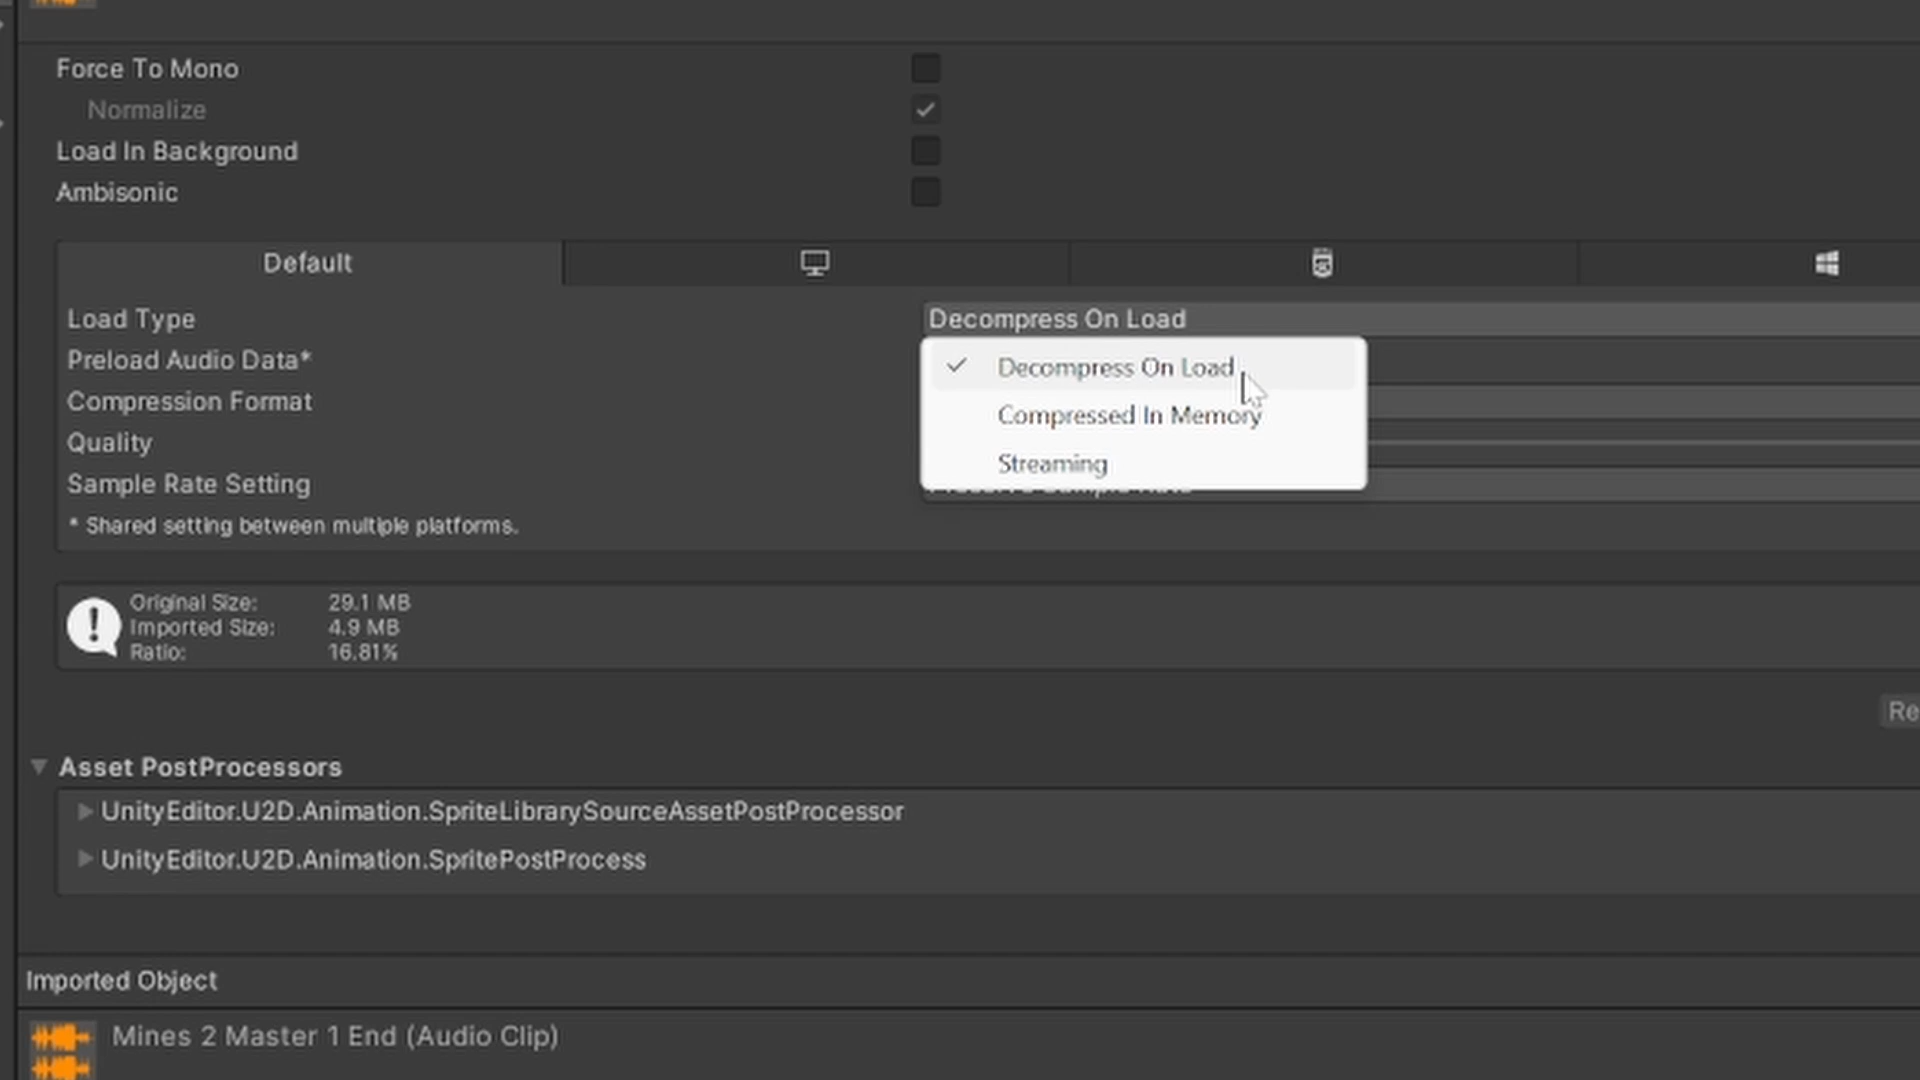 Force To Mono
Normalize
Load In Background
Ambisonic
Default
Load Type
Decompress On Load
Preload Audio Data*
Decompress On Load
Compression Format
Compressed In Memory
Quality
Streaming
Sample Rate Setting
* Shared setting between multiple platforms.
Original Size: 29.1 MB
Imported Size: 4.9 MB
Ratio: 16.81%
Re
Asset PostProcessors
UnityEditor.U2D.Animation.SpriteLibrarySourceAssetPostProcessor
UnityEditor.U2D.Animation.SpritePostProcess
Imported Object
Mines 2 Master 1 End (Audio Clip)